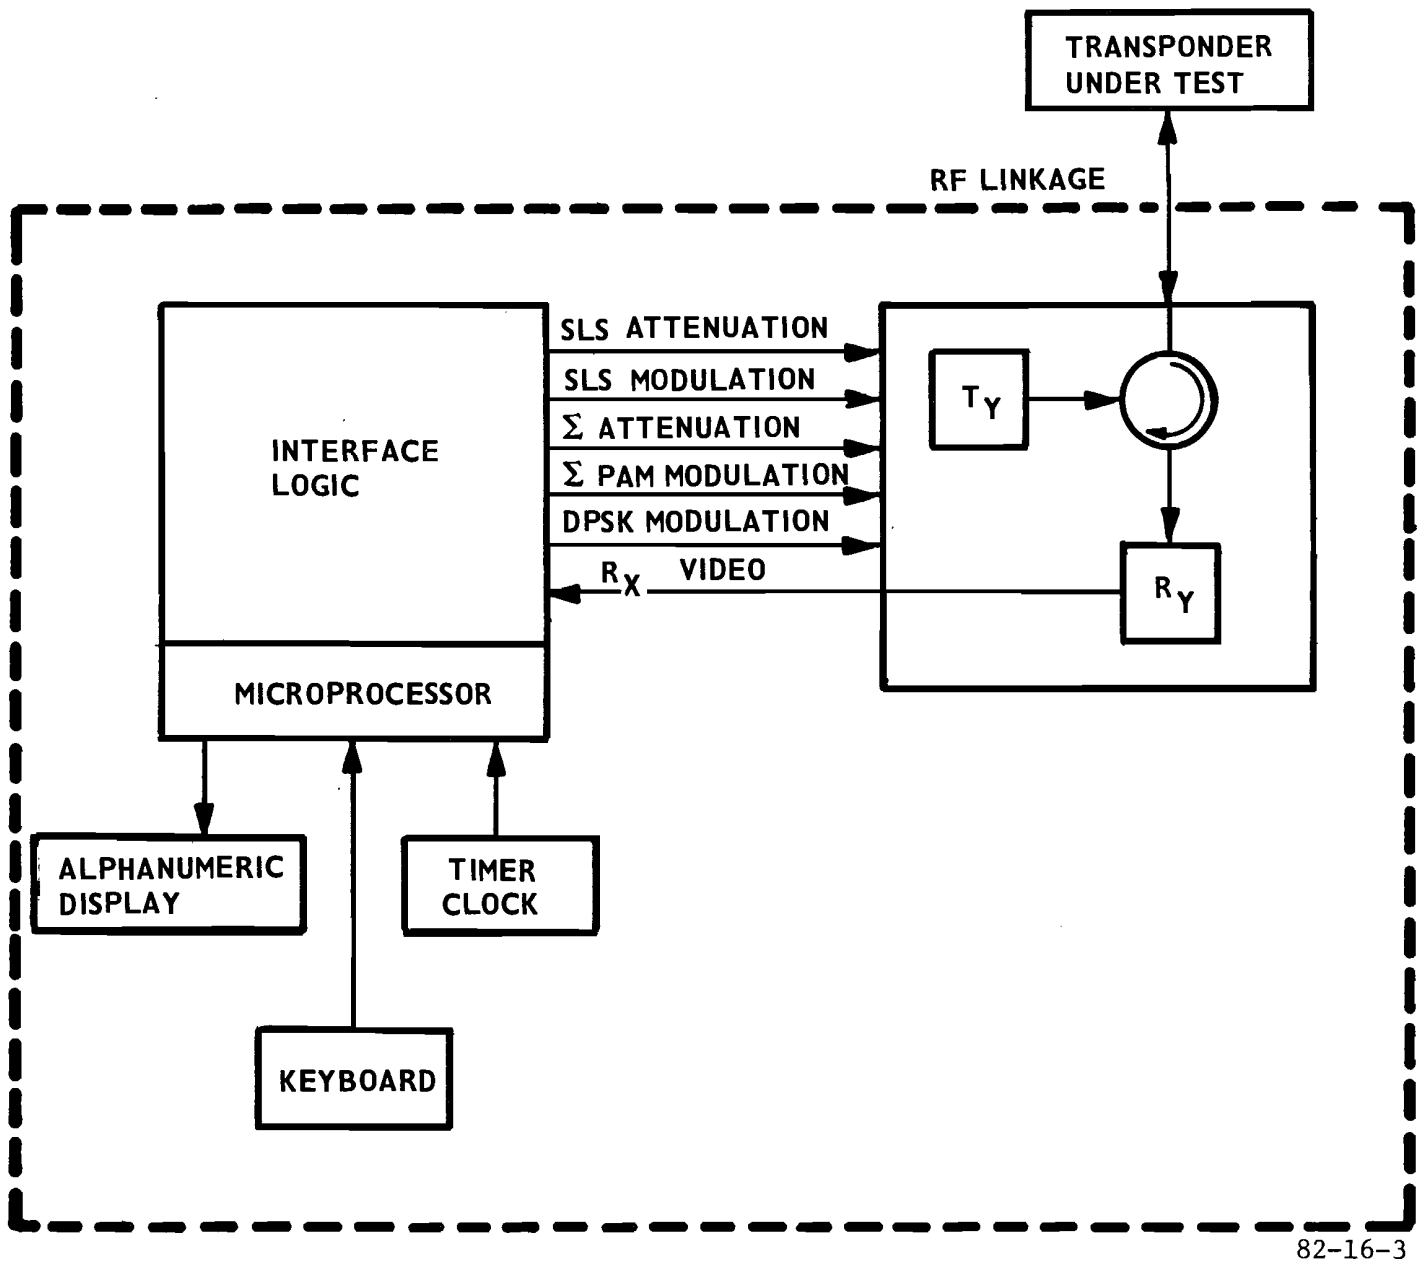 TRANSPONDER
UNDER TEST
RF LINKAGE
SLS ATTENUATION
SLS MODULATION
Σ ATTENUATION
Σ PAM MODULATION
DPSK MODULATION
RX VIDEO
INTERFACE
LOGIC
MICROPROCESSOR
TY
RY
ALPHANUMERIC
DISPLAY
TIMER
CLOCK
KEYBOARD
82-16-3